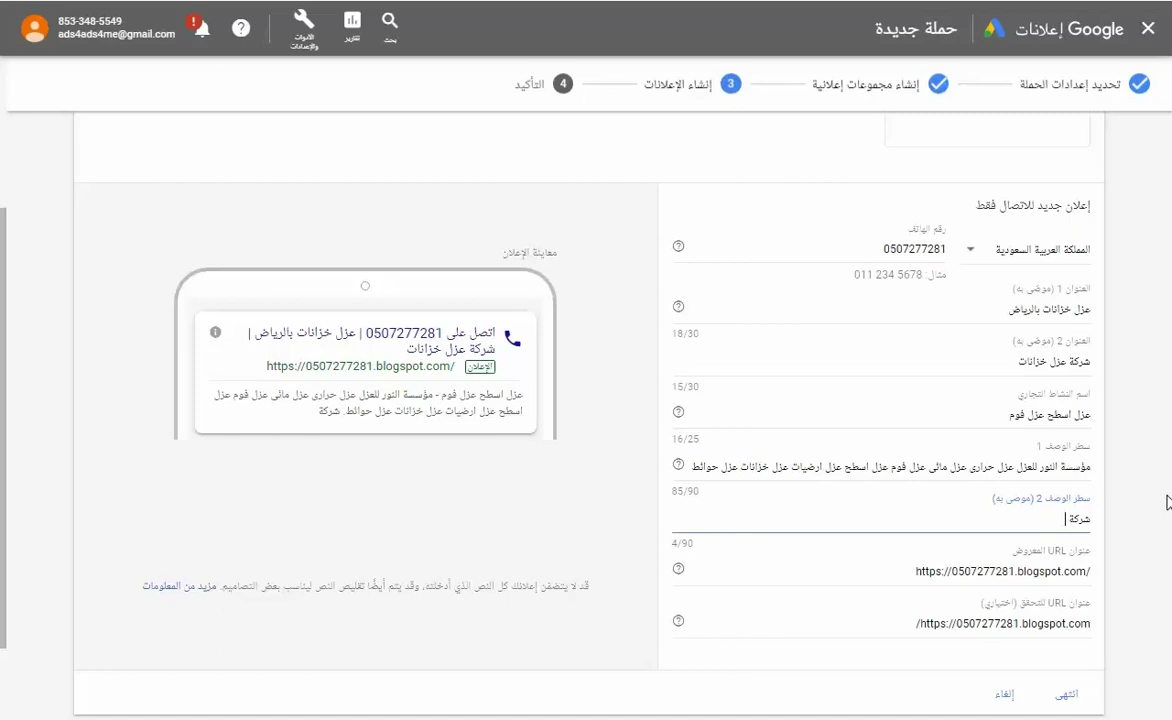 Google إعلانات
حملة جديدة
بحث
تقارير
الأدوات
والإعدادات
!
853-348-5549
ads4ads4me@gmail.com
تحديد إعدادات الحملة
إنشاء مجموعات إعلانية
3 إنشاء الإعلانات
4 التأكيد
إعلان جديد للاتصال فقط
رقم الهاتف
المملكة العربية السعودية
0507277281
مثال: 5678 234 011
العنوان 1 (موصى به)
عزل خزانات بالرياض
18/30
العنوان 2 (موصى به)
شركة عزل خزانات
15/30
اسم النشاط التجاري
عزل اسطح عزل فوم
16/25
سطر الوصف 1
مؤسسة النور للعزل عزل حرارى عزل مائى عزل فوم عزل اسطح عزل ارضيات عزل خزانات عزل حوائط
85/90
سطر الوصف 2 (موصى به)
شركة
4/90
عنوان URL المعروض
https://0507277281.blogspot.com/
عنوان URL للتحقق (اختياري)
/https://0507277281.blogspot.com
معاينة الإعلان
اتصل على 0507277281 | عزل خزانات بالرياض |
شركة عزل خزانات
الإعلان https://0507277281.blogspot.com/
عزل اسطح عزل فوم - مؤسسة النور للعزل عزل حرارى عزل مائى عزل فوم عزل
اسطح عزل ارضيات عزل خزانات عزل حوائط. شركة
قد لا يتضمّن إعلانك كل النص الذي أدخلته، وقد يتم أيضًا تقليص النص ليناسب بعض التصاميم. مزيد من المعلومات
انتهى
إلغاء